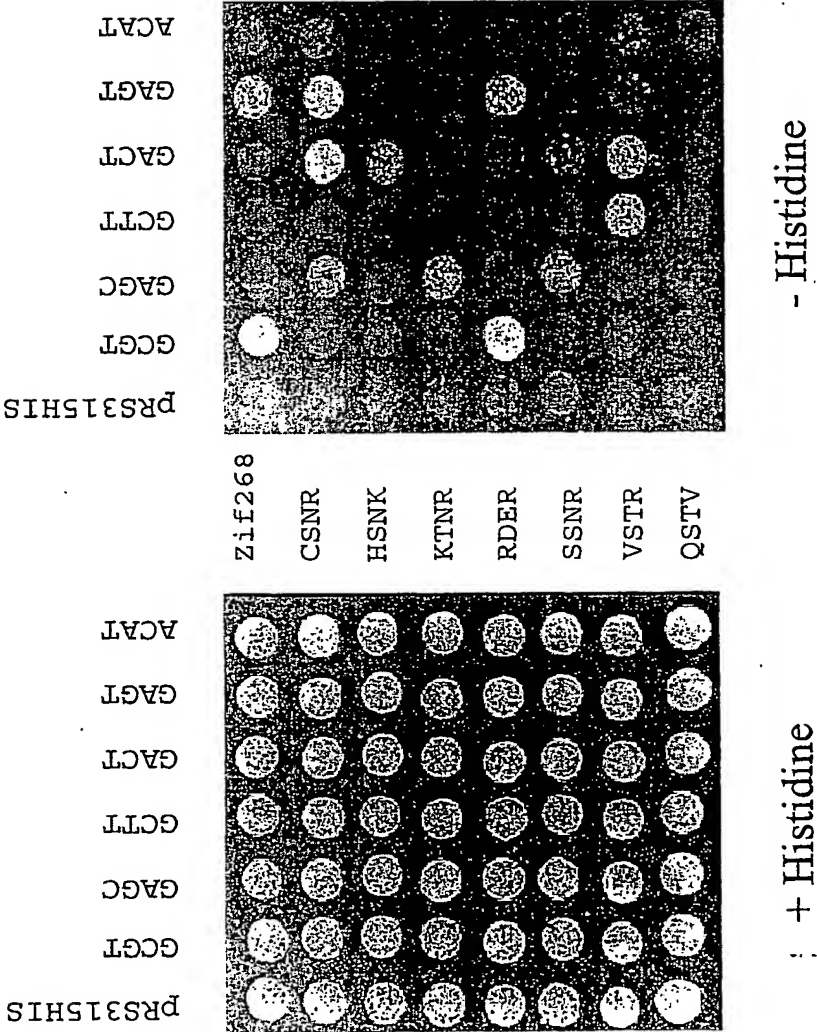 ACAT
GAGT
GACT
GCTT
GAGC
GCGT
pRS315HIS
- Histidine
Zif268
CSNR
HSNK
KTNR
RDER
SSNR
VSTR
QSTV
ACAT
GAGT
GACT
GCTT
GAGC
GCGT
pRS315HIS
+ Histidine